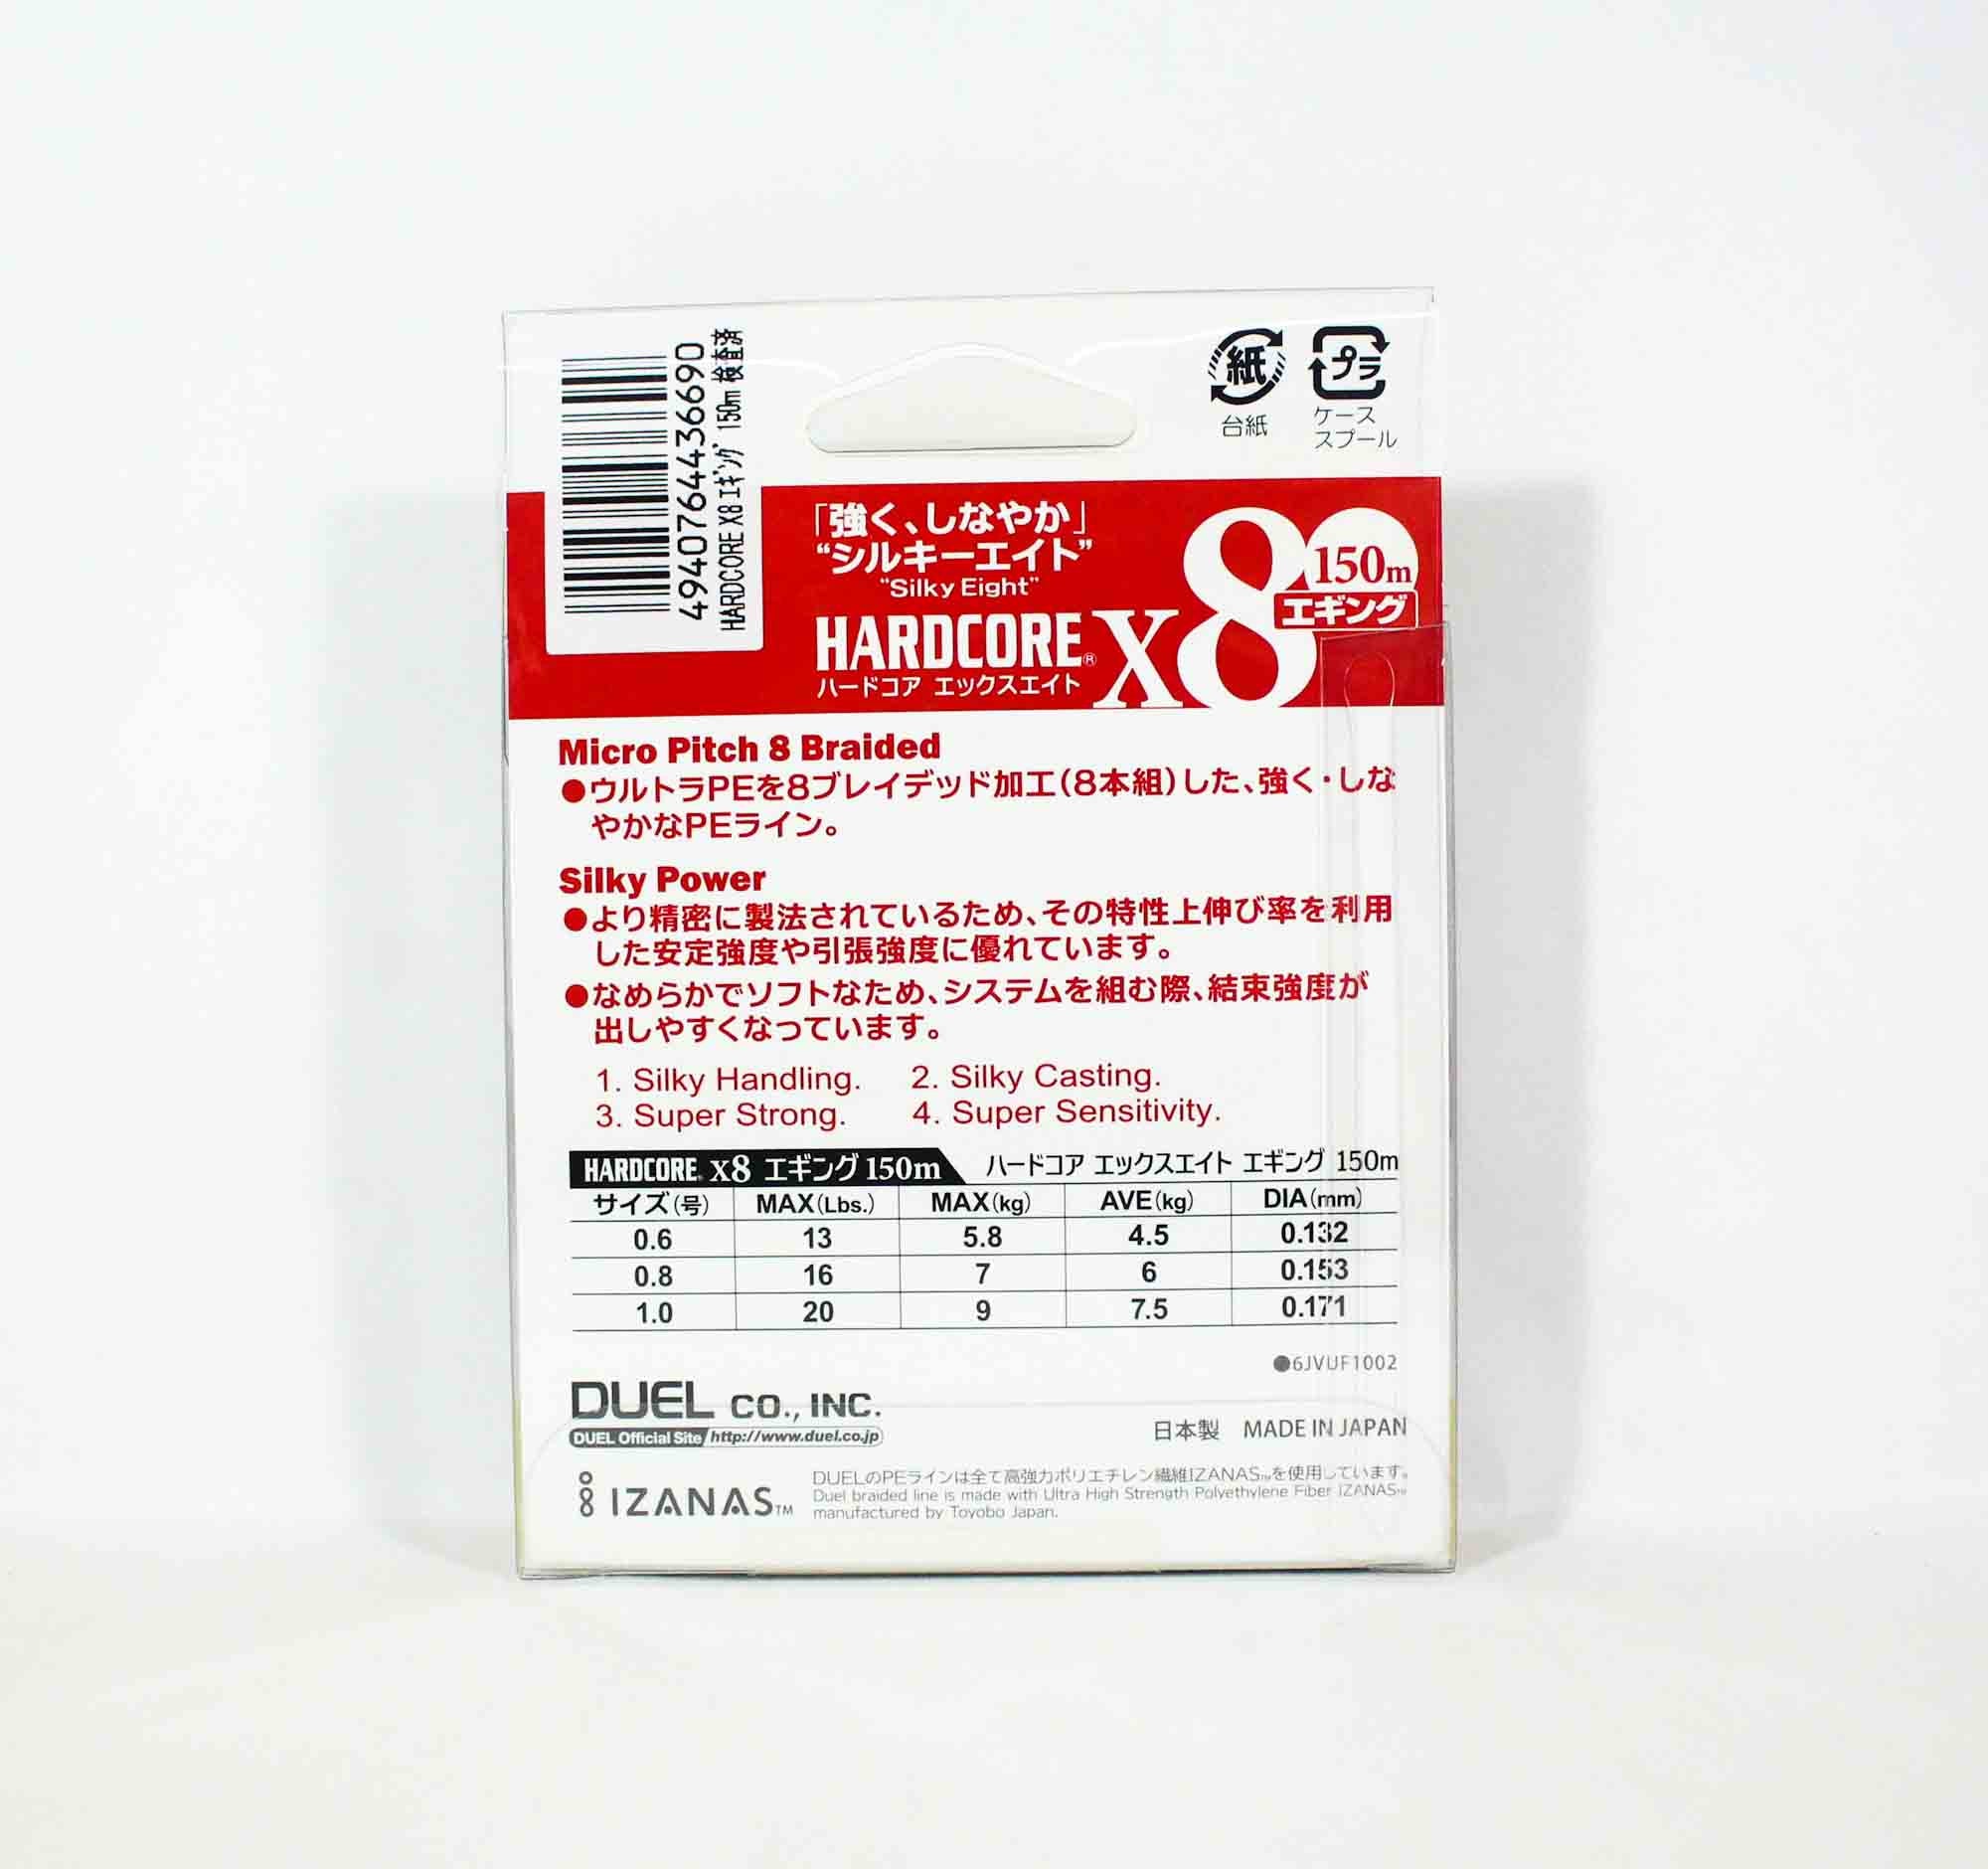 4940764436690
HARDCORE X8 ｴｷﾞﾝｸﾞ 150m 検査済
紙
台紙
プラ
ケース
スプール
「強く、しなやか」
“シルキーエイト”
“Silky Eight”
HARDCORE® X8
ハードコア エックスエイト
150m
エギング
Micro Pitch 8 Braided
●ウルトラPEを8ブレイデッド加工（8本組）した、強く・しな
やかなPEライン。
Silky Power
●より精密に製法されているため、その特性上伸び率を利用
した安定強度や引張強度に優れています。
●なめらかでソフトなため、システムを組む際、結束強度が
出しやすくなっています。
1. Silky Handling. 2. Silky Casting.
3. Super Strong. 4. Super Sensitivity.
HARDCORE® X8 エギング 150m ハードコア エックスエイト エギング 150m
サイズ（号） MAX（Lbs.） MAX（kg） AVE（kg） DIA（mm）
0.6 13 5.8 4.5 0.132
0.8 16 7 6 0.153
1.0 20 9 7.5 0.171
●6JVUF1002
DUEL CO., INC.
DUEL Official Site http://www.duel.co.jp
日本製 MADE IN JAPAN
IZANAS™
DUELのPEラインは全て高強力ポリエチレン繊維IZANAS™を使用しています。
Duel braided line is made with Ultra High Strength Polyethylene Fiber IZANAS™
manufactured by Toyobo Japan.